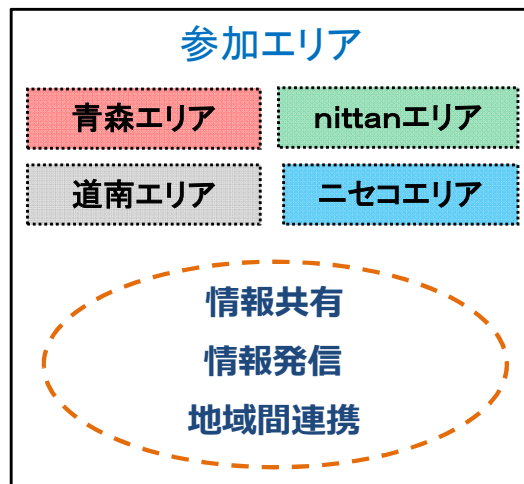 参加エリア
青森エリア
nittanエリア
道南エリア
ニセコエリア
情報共有
情報発信
地域間連携